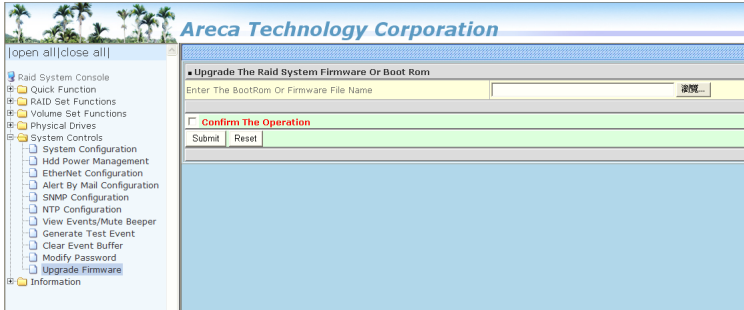 Areca Technology Corporation
|open all|close all|
Raid System Console
Quick Function
RAID Set Functions
Volume Set Functions
Physical Drives
System Controls
System Configuration
Hdd Power Management
EtherNet Configuration
Alert By Mail Configuration
SNMP Configuration
NTP Configuration
View Events/Mute Beeper
Generate Test Event
Clear Event Buffer
Modify Password
Upgrade Firmware
Information
Upgrade The Raid System Firmware Or Boot Rom
Enter The BootRom Or Firmware File Name
瀏覽...
Confirm The Operation
Submit Reset